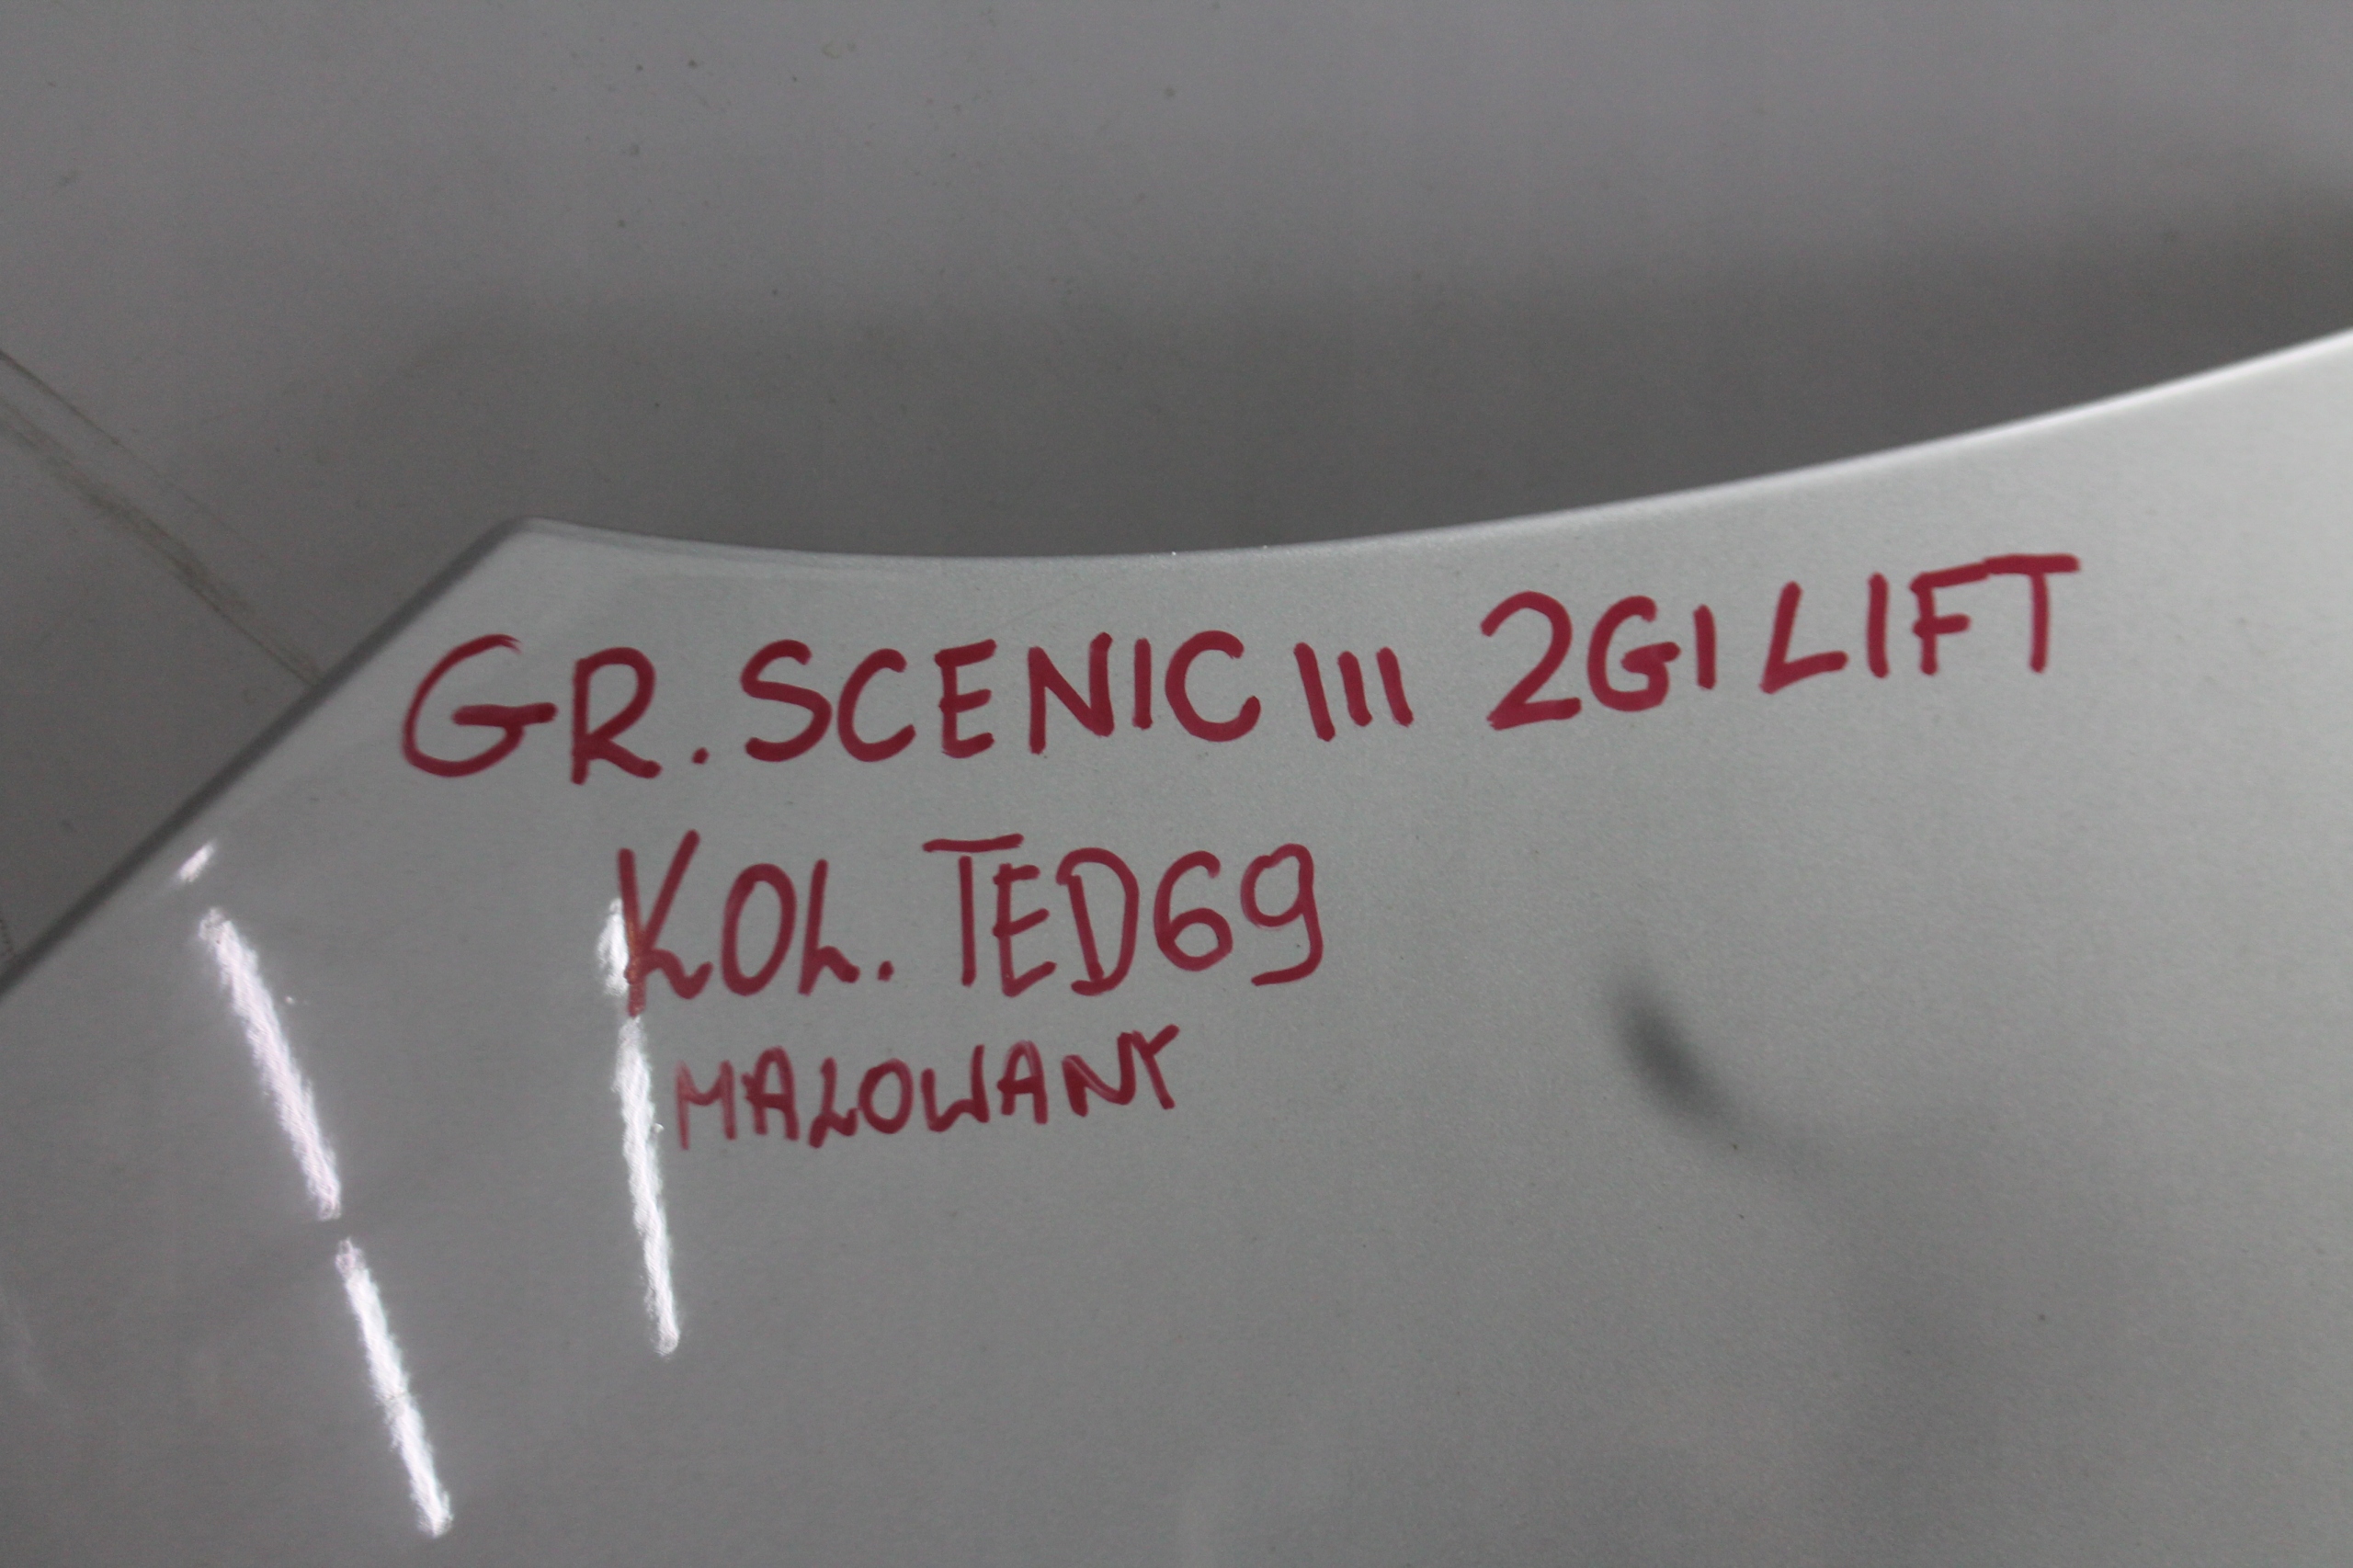 GR. SCENIC III 2GI LIFT
KOL. TED69
MALOWANY